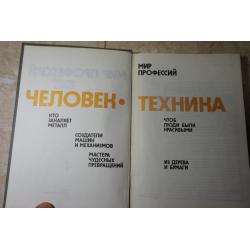 МИР
ПРОФЕССИЙ
ЧЕЛОВЕК•
ТЕХНИКА
КТО
ЗАКАЛЯЕТ
МЕТАЛЛ
СОЗДАТЕЛИ
МАШИН
И МЕХАНИЗМОВ
МАСТЕРА
ЧУДЕСНЫХ
ПРЕВРАЩЕНИЙ
ЧТОБ
ЛЮДИ БЫЛИ
КРАСИВЫМИ
ИЗ ДЕРЕВА
И БУМАГИ